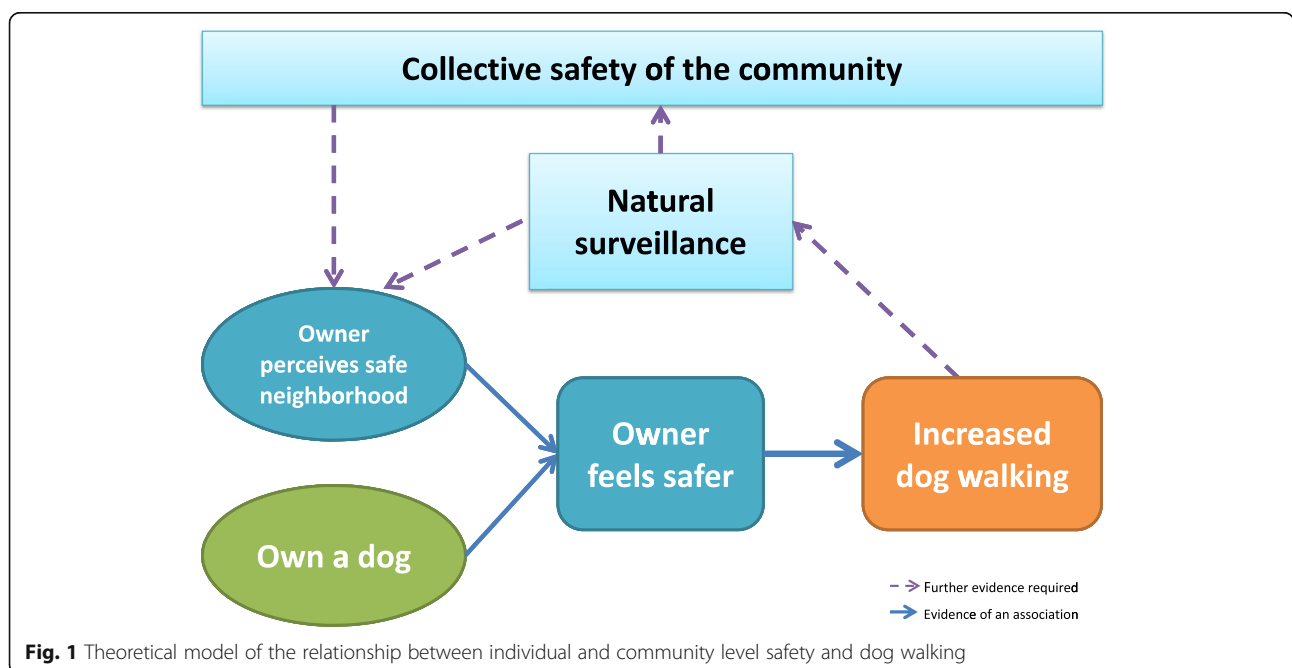 Collective safety of the community
Natural
surveillance
Owner
perceives safe
neighborhood
Owner
feels safer
Increased
dog walking
Own a dog
Further evidence required
Evidence of an association
Fig. 1 Theoretical model of the relationship between individual and community level safety and dog walking